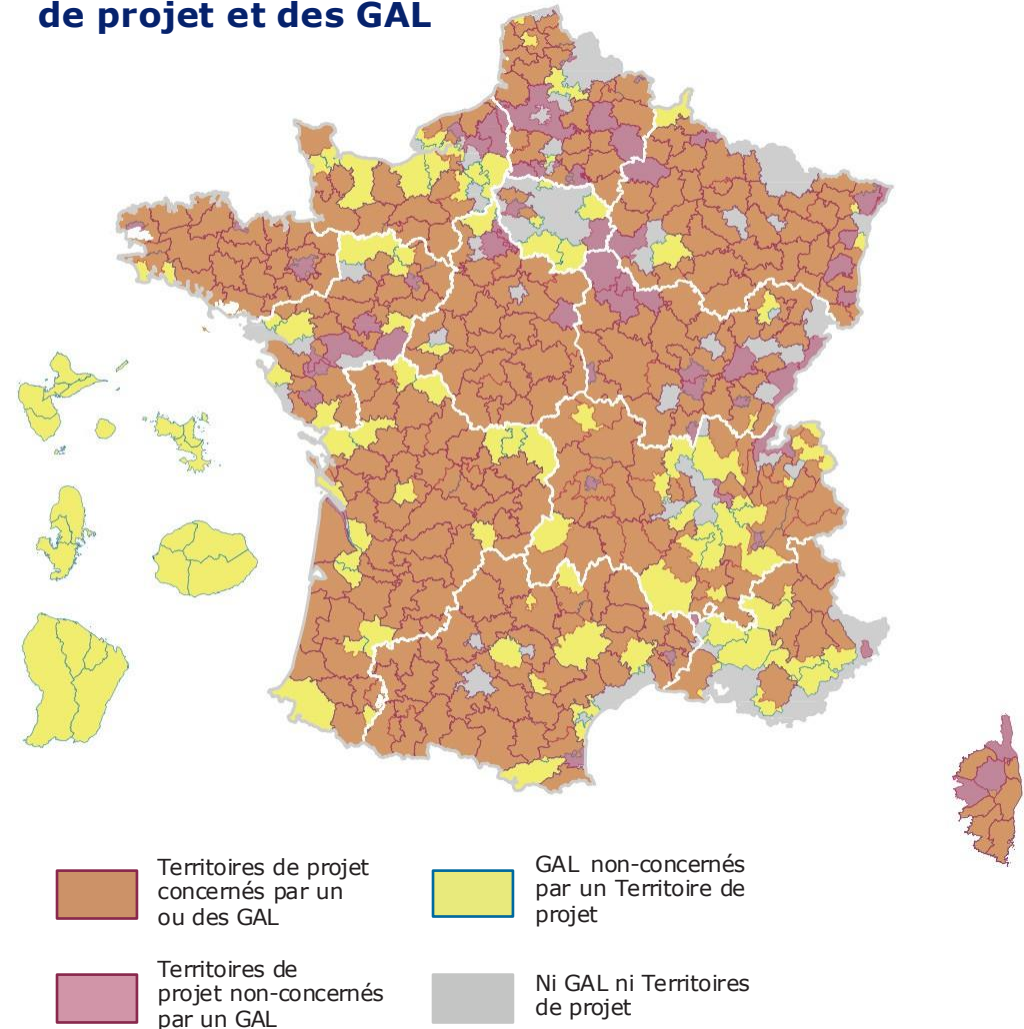 de projet et des GAL
Territoires de projet
concernés par un
ou des GAL
GAL non-concernés
par un Territoire de
projet
Territoires de
projet non-concernés
par un GAL
Ni GAL ni Territoires
de projet